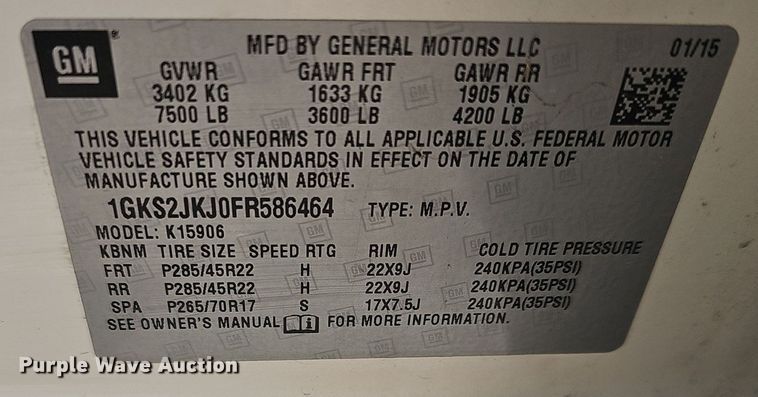 GM
MFD BY GENERAL MOTORS LLC 01/15
GVWR GAWR FRT GAWR RR
3402 KG 1633 KG 1905 KG
7500 LB 3600 LB 4200 LB
THIS VEHICLE CONFORMS TO ALL APPLICABLE U.S. FEDERAL MOTOR
VEHICLE SAFETY STANDARDS IN EFFECT ON THE DATE OF
MANUFACTURE SHOWN ABOVE.
1GKS2JKJ0FR586464 TYPE: M.P.V.
MODEL: K15906
KBNM TIRE SIZE SPEED RTG RIM COLD TIRE PRESSURE
FRT P285/45R22 H 22X9J 240KPA(35PSI)
RR P285/45R22 H 22X9J 240KPA(35PSI)
SPA P265/70R17 S 17X7.5J 240KPA(35PSI)
SEE OWNER'S MANUAL FOR MORE INFORMATION.
Purple Wave Auction